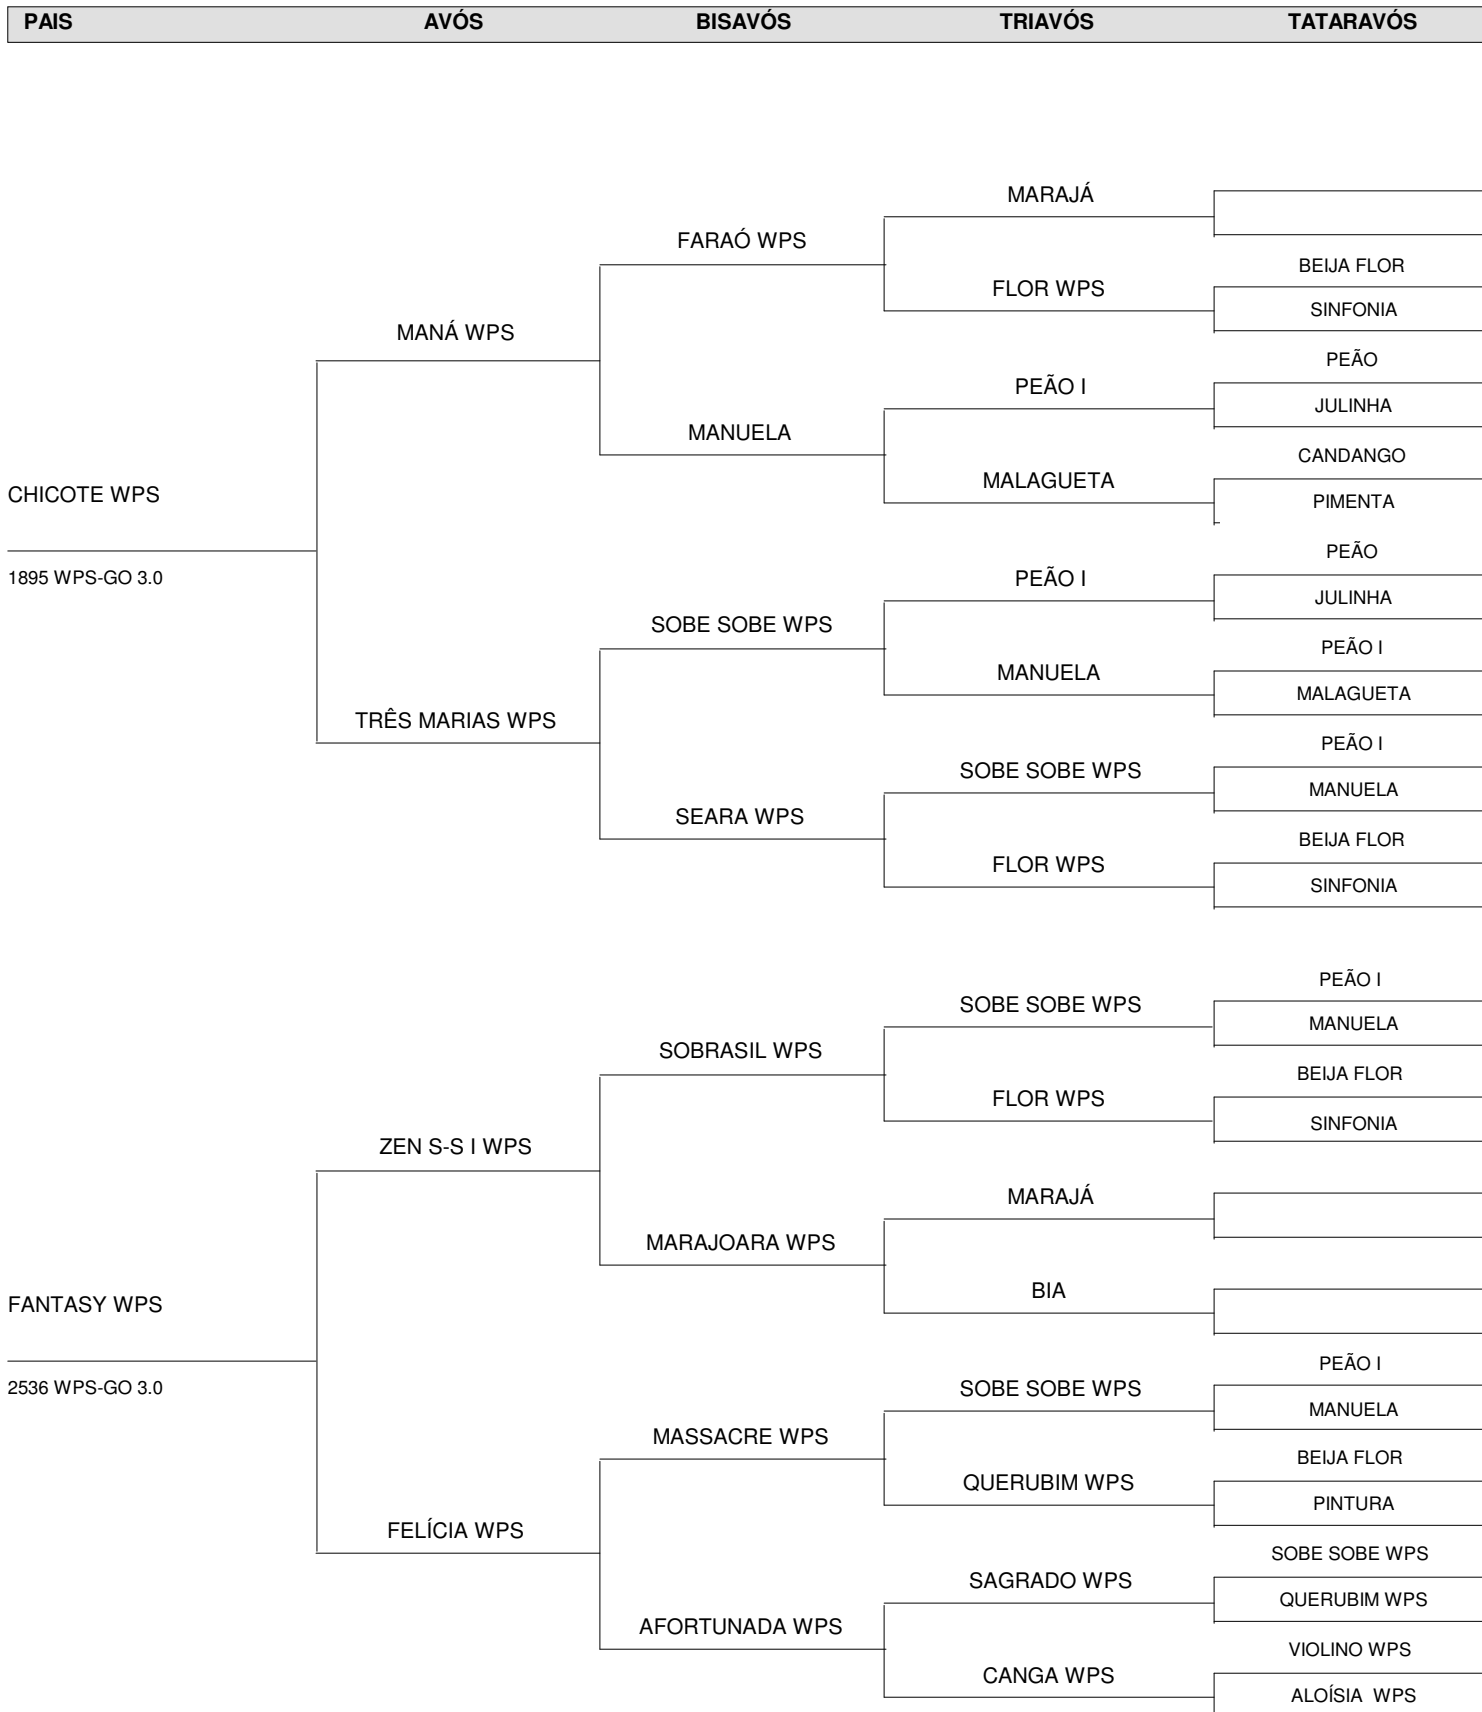 PAIS AVÓS BISAVÓS TRIAVÓS TATARAVÓS
MARAJÁ
FARAÓ WPS
BEIJA FLOR
FLOR WPS
SINFONIA
MANÁ WPS
PEÃO
PEÃO I
JULINHA
MANUELA
CANDANGO
MALAGUETA
CHICOTE WPS
PIMENTA
PEÃO
1895 WPS-GO 3.0
PEÃO I
JULINHA
SOBE SOBE WPS
PEÃO I
MANUELA
MALAGUETA
TRÊS MARIAS WPS
PEÃO I
SOBE SOBE WPS
MANUELA
SEARA WPS
BEIJA FLOR
FLOR WPS
SINFONIA
PEÃO I
SOBE SOBE WPS
MANUELA
SOBRASIL WPS
BEIJA FLOR
FLOR WPS
SINFONIA
ZEN S-S I WPS
MARAJÁ
MARAJOARA WPS
BIA
FANTASY WPS
PEÃO I
2536 WPS-GO 3.0
SOBE SOBE WPS
MANUELA
MASSACRE WPS
BEIJA FLOR
QUERUBIM WPS
PINTURA
FELÍCIA WPS
SOBE SOBE WPS
SAGRADO WPS
QUERUBIM WPS
AFORTUNADA WPS
VIOLINO WPS
CANGA WPS
ALOÍSIA WPS